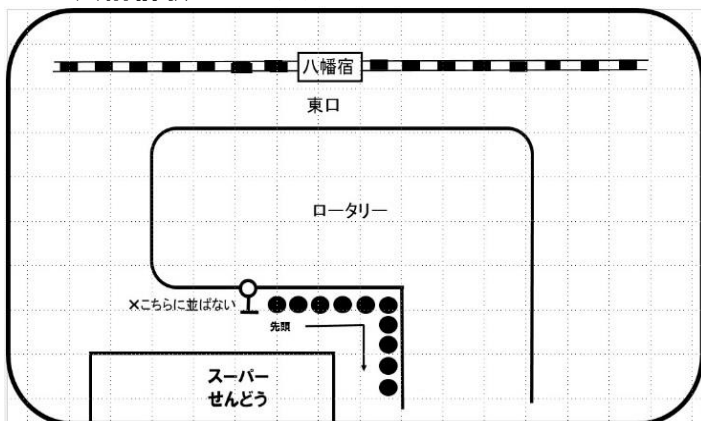 八幡宿
東口
ロータリー
×こちらに並ばない
先頭
スーパー
せんどう